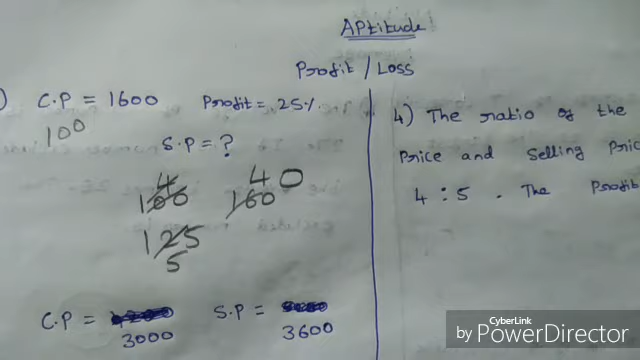 APtitude
Profit / Loss
) C.P = 1600 Profit = 25%.
100
S.P = ?
4 40
100 1600
125
5
C.P = 3000 S.P = 3600
4) The ratio of the
Price and Selling Pric
4 : 5 . The Profit
CyberLink
by PowerDirector